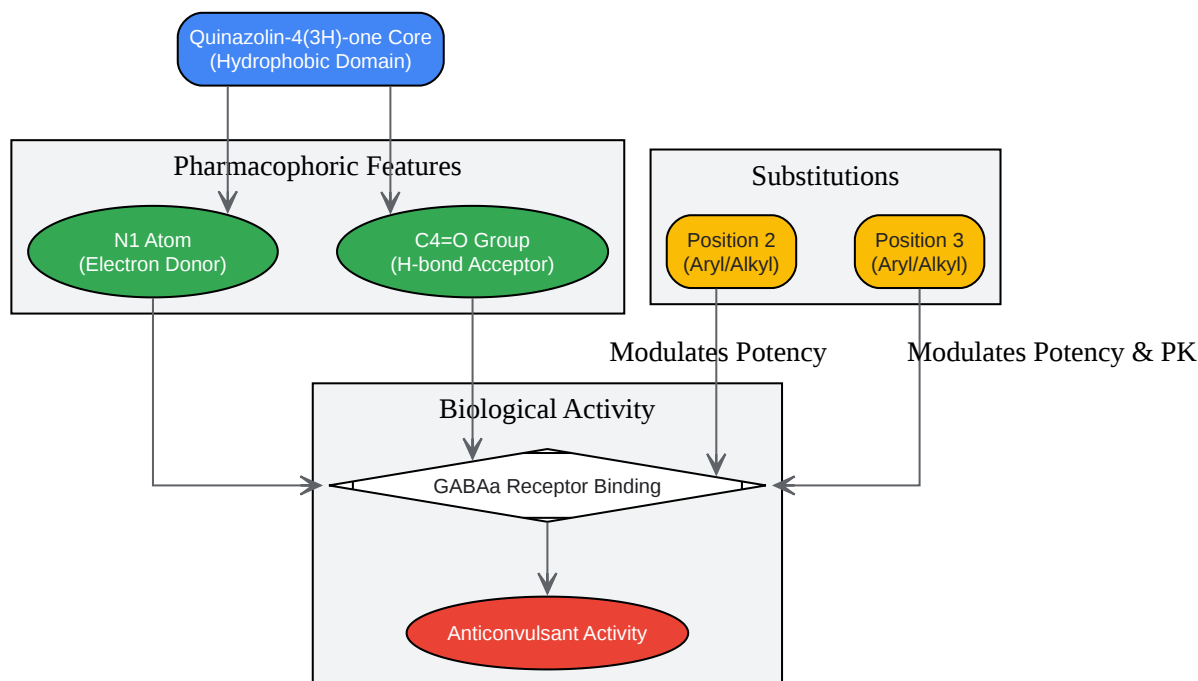 Quinazolin-4(3H)-one Core
(Hydrophobic Domain)
Pharmacophoric Features
Substitutions
N1 Atom
(Electron Donor)
C4=O Group
(H-bond Acceptor)
Position 2
(Aryl/Alkyl)
Position 3
(Aryl/Alkyl)
Modulates Potency
Modulates Potency & PK
Biological Activity
GABAa Receptor Binding
Anticonvulsant Activity